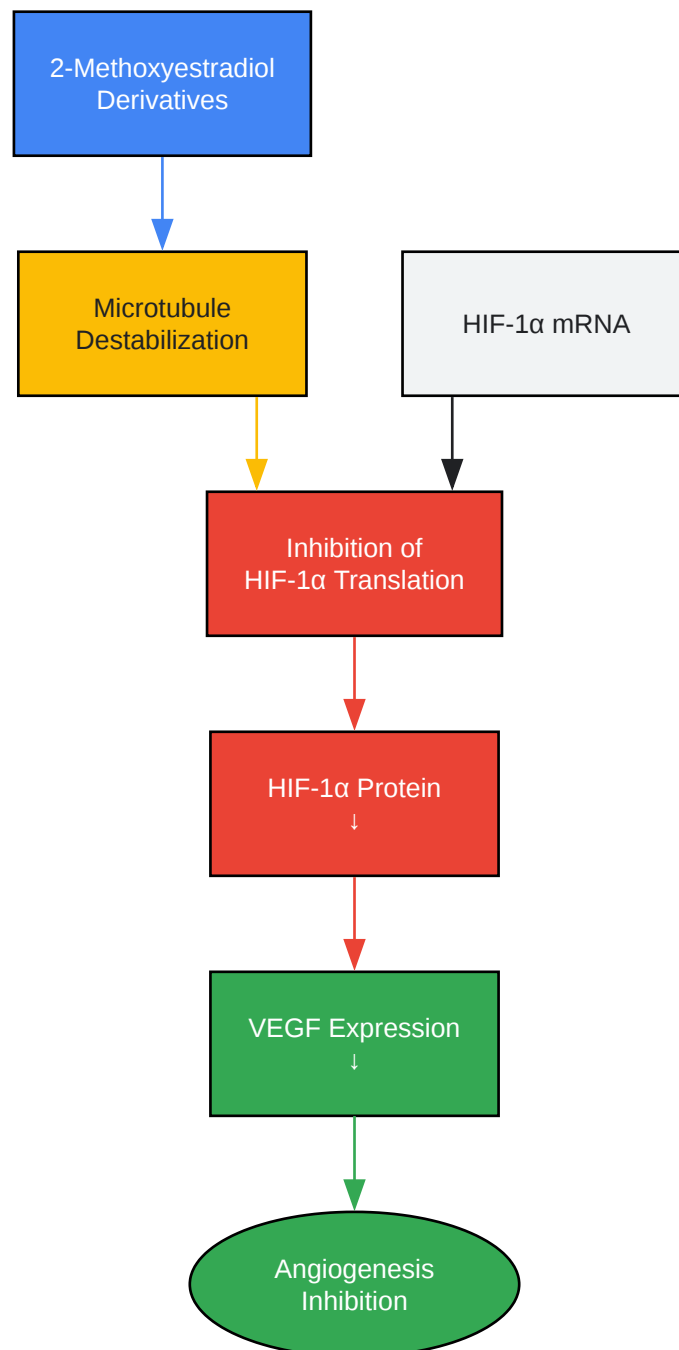 2-Methoxyestradiol
Derivatives
Microtubule
Destabilization
HIF-1α mRNA
Inhibition of
HIF-1α Translation
HIF-1α Protein
↓
VEGF Expression
↓
Angiogenesis
Inhibition